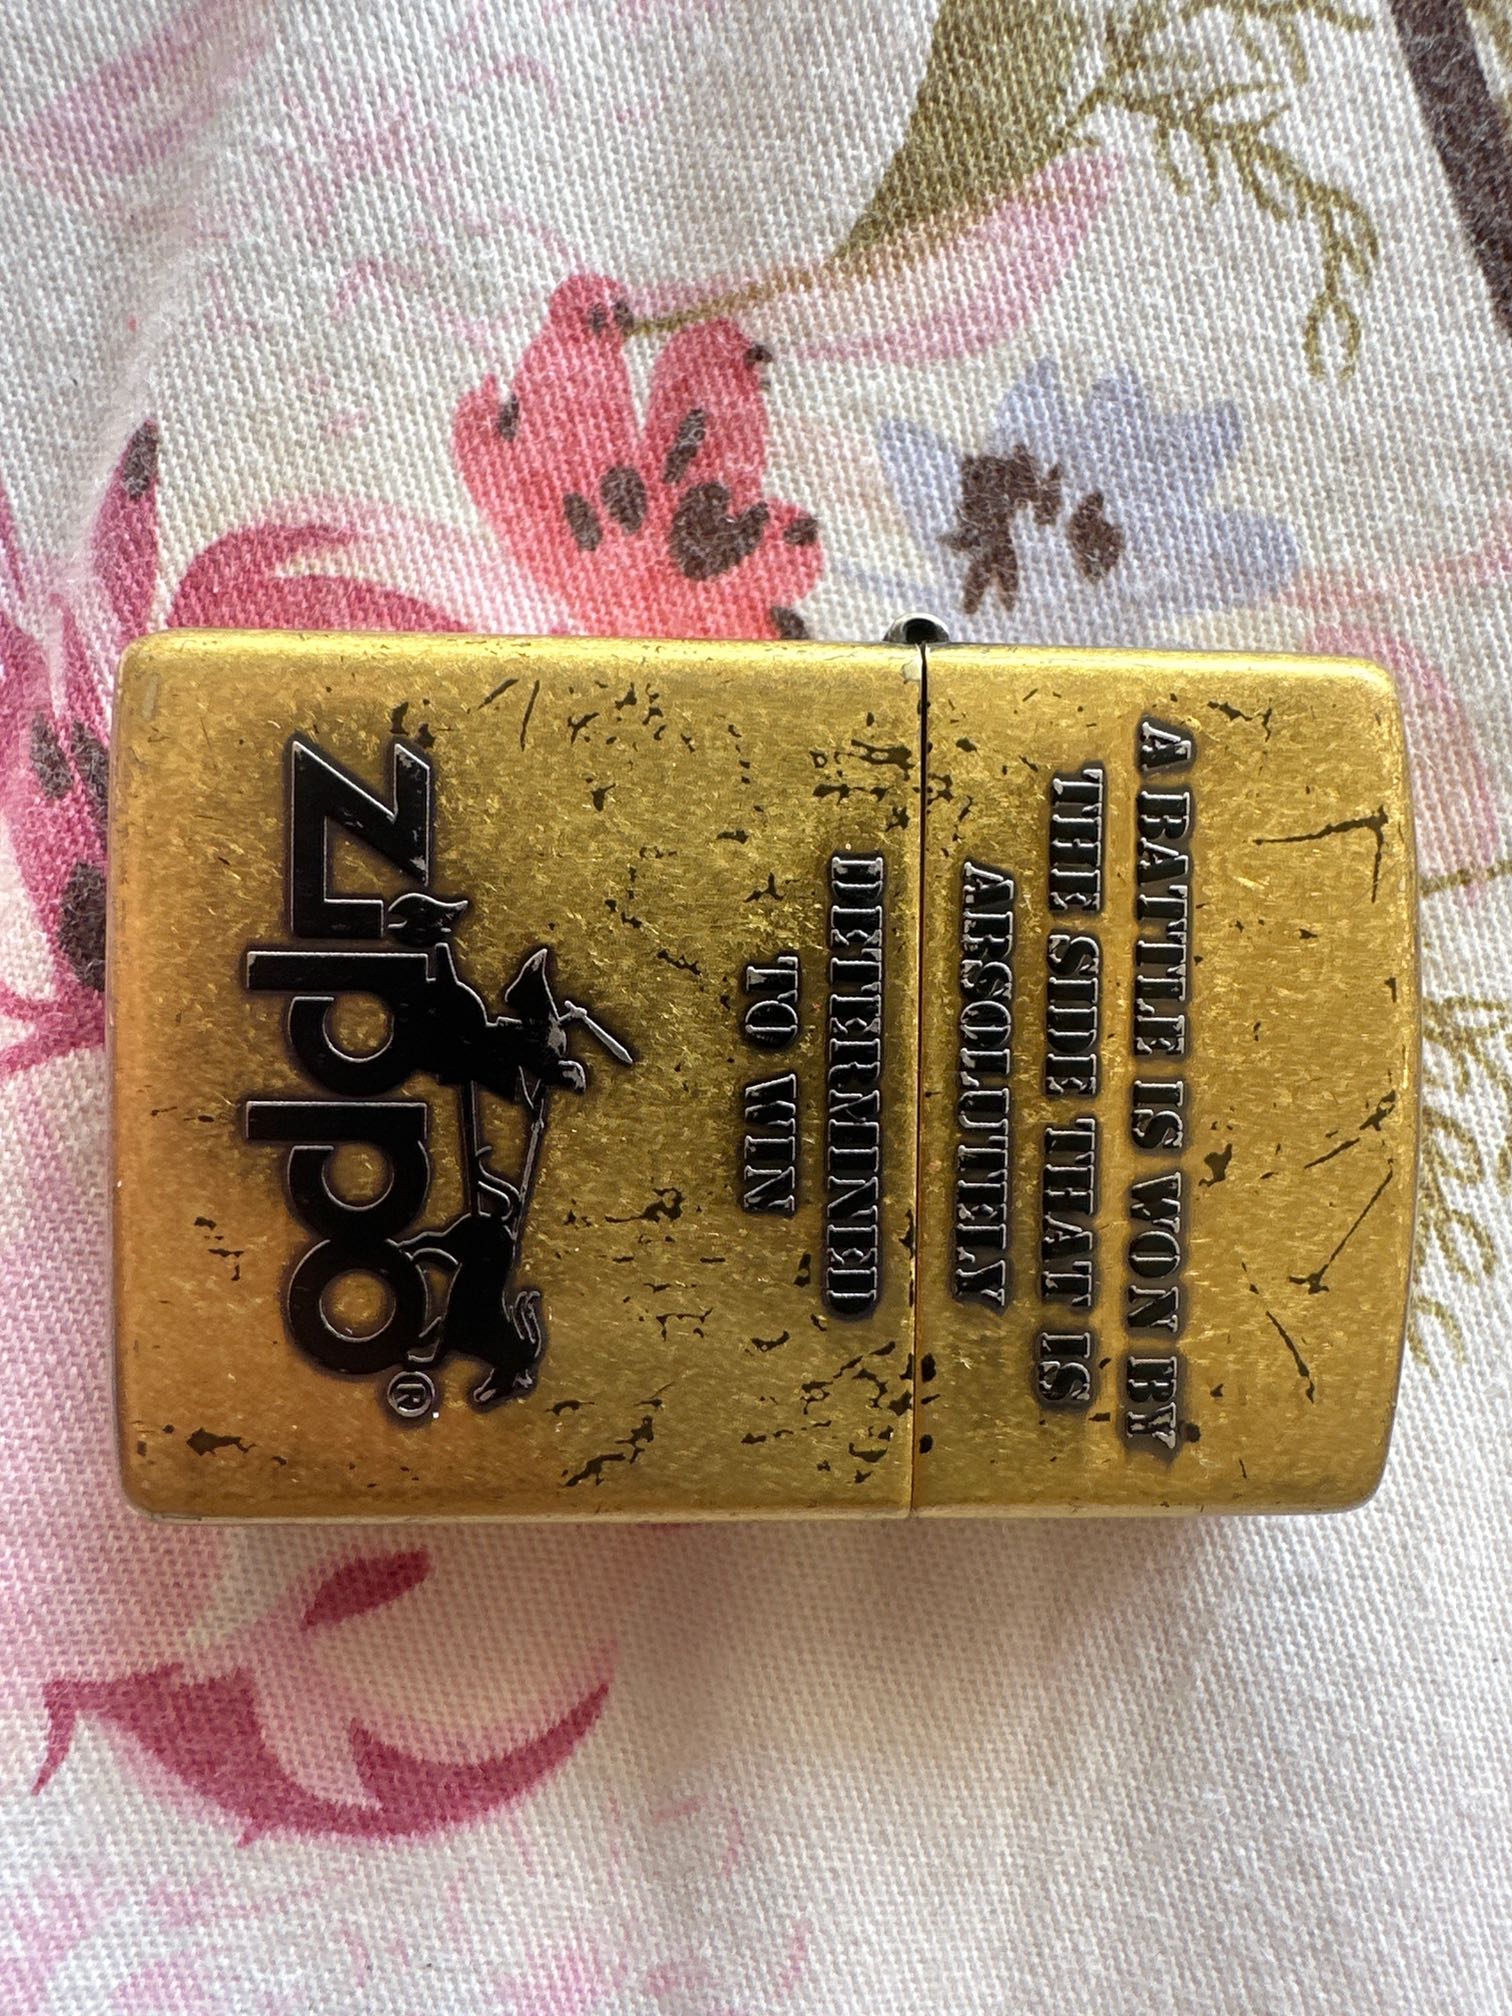 A BATTLE IS WON BY
THE SIDE THAT IS
ABSOLUTELY
DETERMINED
TO WIN
Zippo®